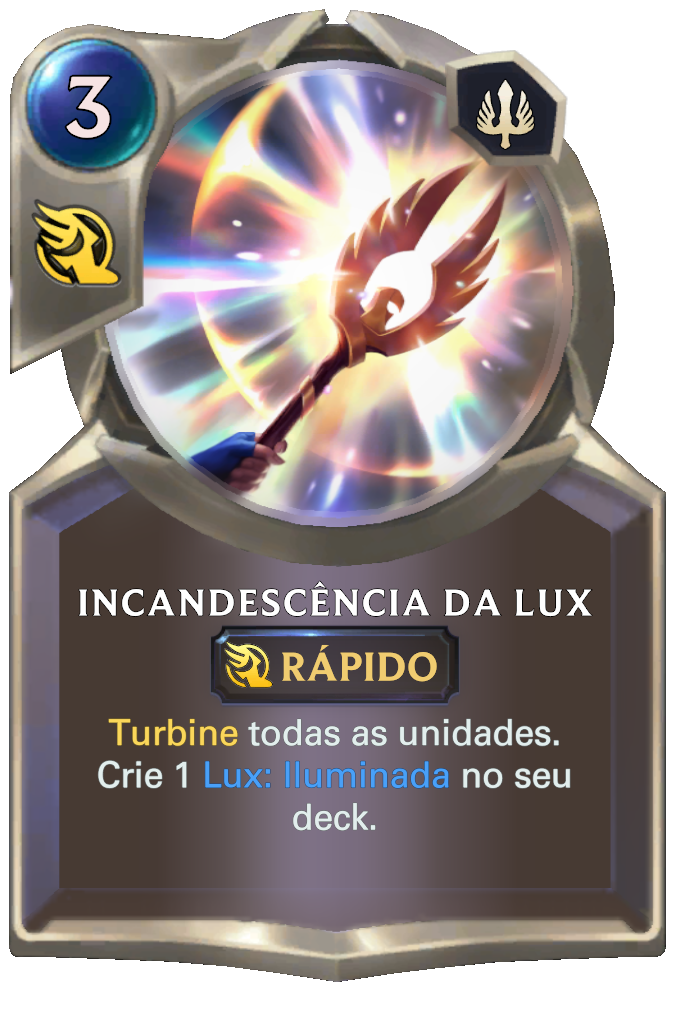 3
INCANDESCÊNCIA DA LUX
RÁPIDO
Turbine todas as unidades.
Crie 1 Lux: Iluminada no seu
deck.